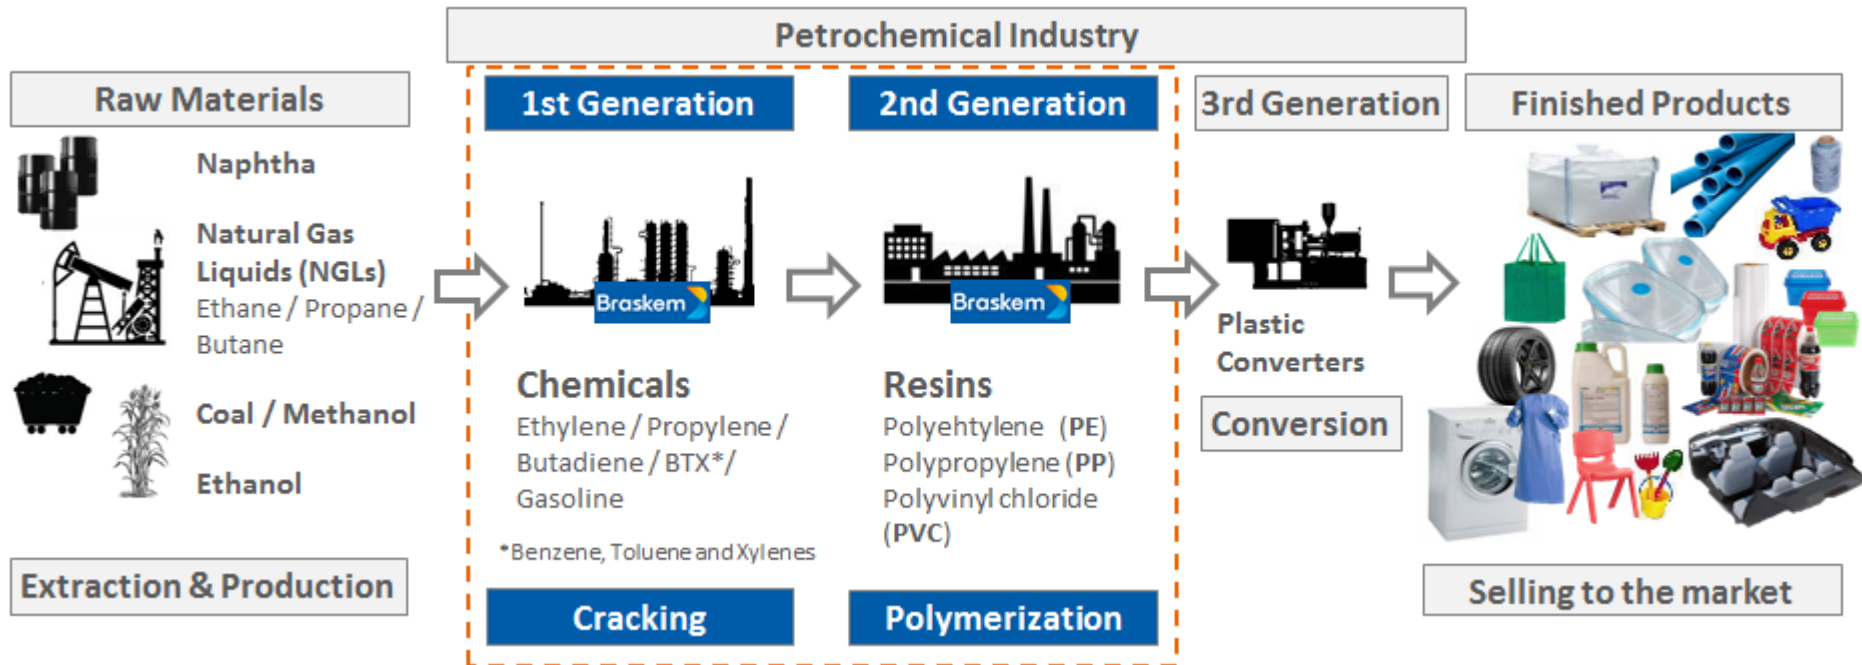 Petrochemical Industry
Raw Materials
1st Generation
2nd Generation
3rd Generation
Finished Products
Naphtha
Natural Gas
Liquids (NGLs)
Ethane / Propane /
Butane
Coal / Methanol
Ethanol
Extraction & Production
Braskem
Chemicals
Ethylene / Propylene /
Butadiene / BTX*/
Gasoline
*Benzene, Toluene and Xylenes
Cracking
Braskem
Resins
Polyehtylene (PE)
Polypropylene (PP)
Polyvinyl chloride
(PVC)
Polymerization
Plastic
Converters
Conversion
Selling to the market